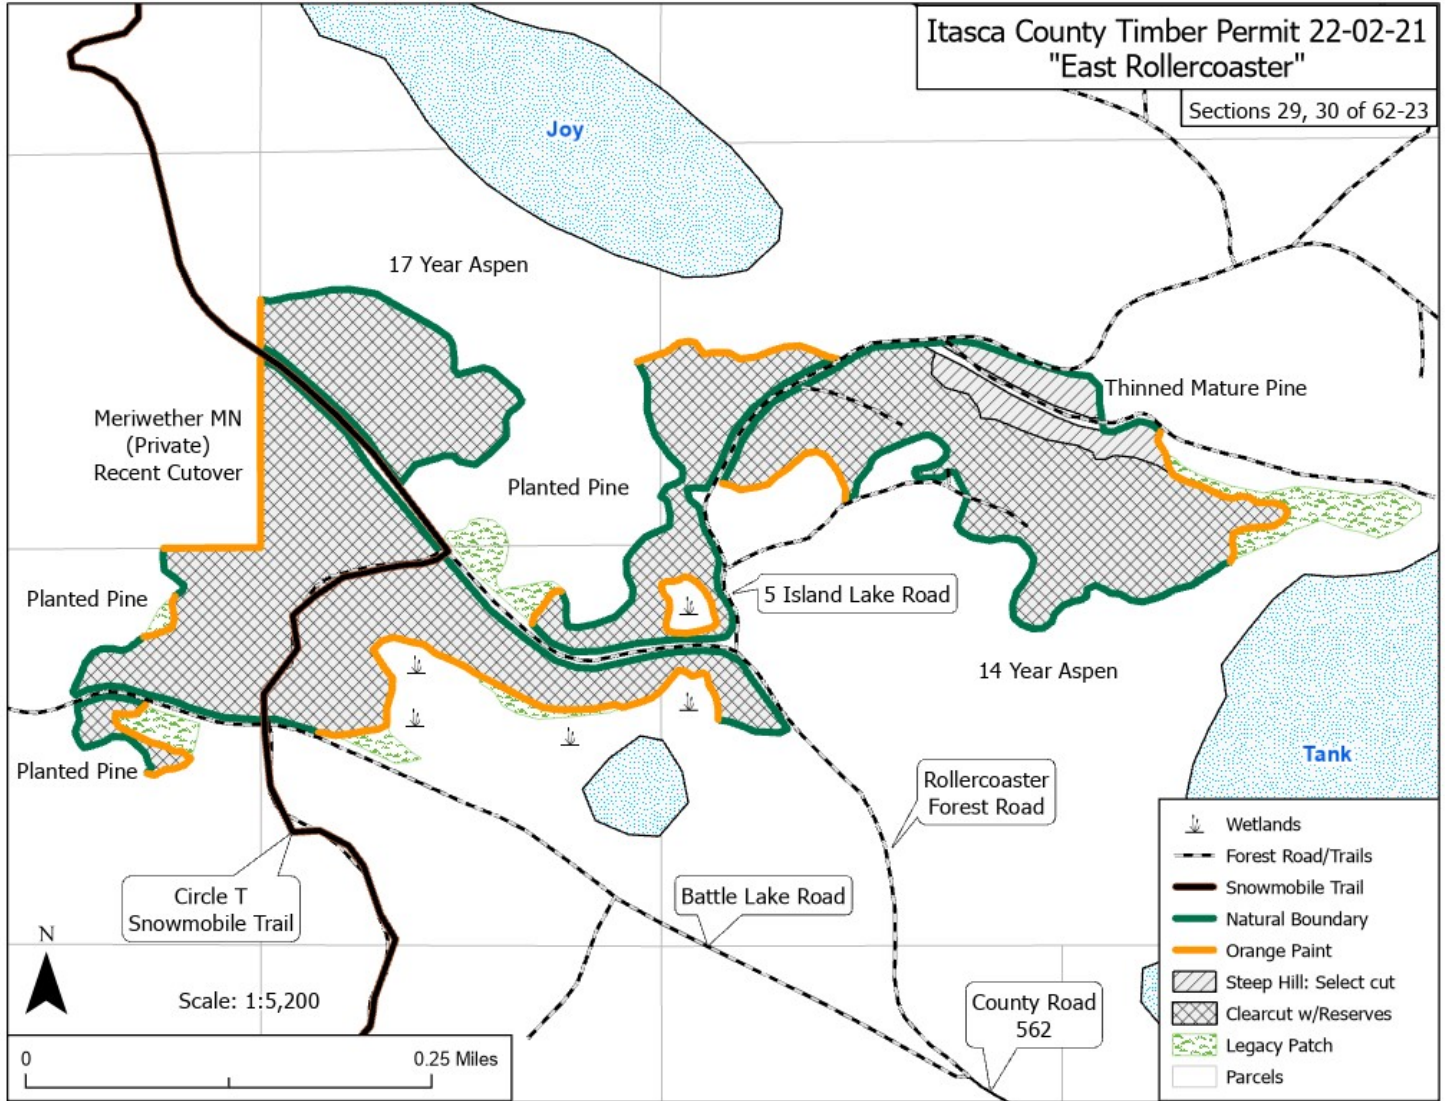 Itasca County Timber Permit 22-02-21
"East Rollercoaster"
Sections 29, 30 of 62-23
Joy
17 Year Aspen
Thinned Mature Pine
Meriwether MN
(Private)
Recent Cutover
Planted Pine
Planted Pine
5 Island Lake Road
14 Year Aspen
Planted Pine
Tank
Rollercoaster
Forest Road
Circle T
Snowmobile Trail
Battle Lake Road
County Road
562
N
Scale: 1:5,200
0
0.25 Miles
Wetlands
Forest Road/Trails
Snowmobile Trail
Natural Boundary
Orange Paint
Steep Hill: Select cut
Clearcut w/Reserves
Legacy Patch
Parcels